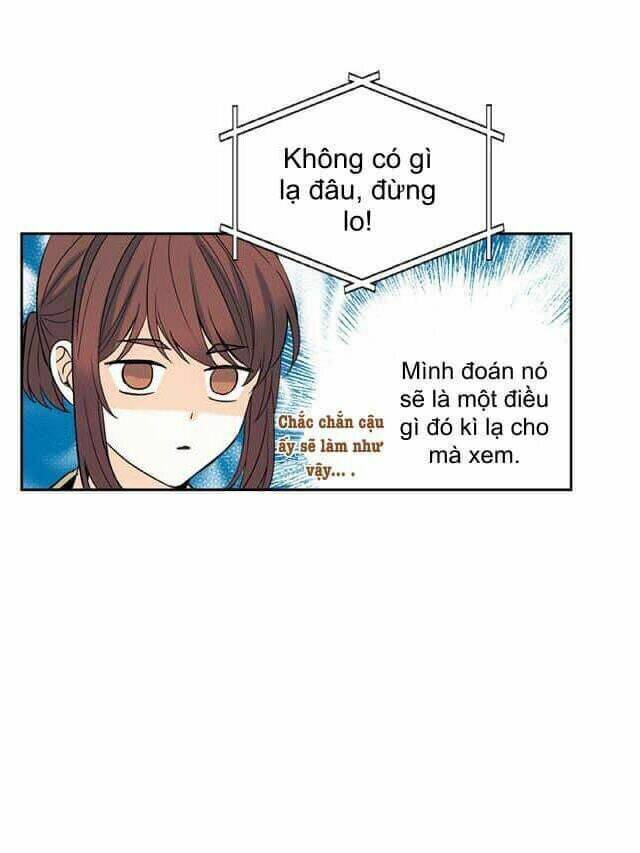 Không có gì
lạ đâu, đừng
lo!
Mình đoán nó
sẽ là một điều
gì đó kì lạ cho
mà xem.
Chắc chắn cậu
ấy sẽ làm như
vậy... .